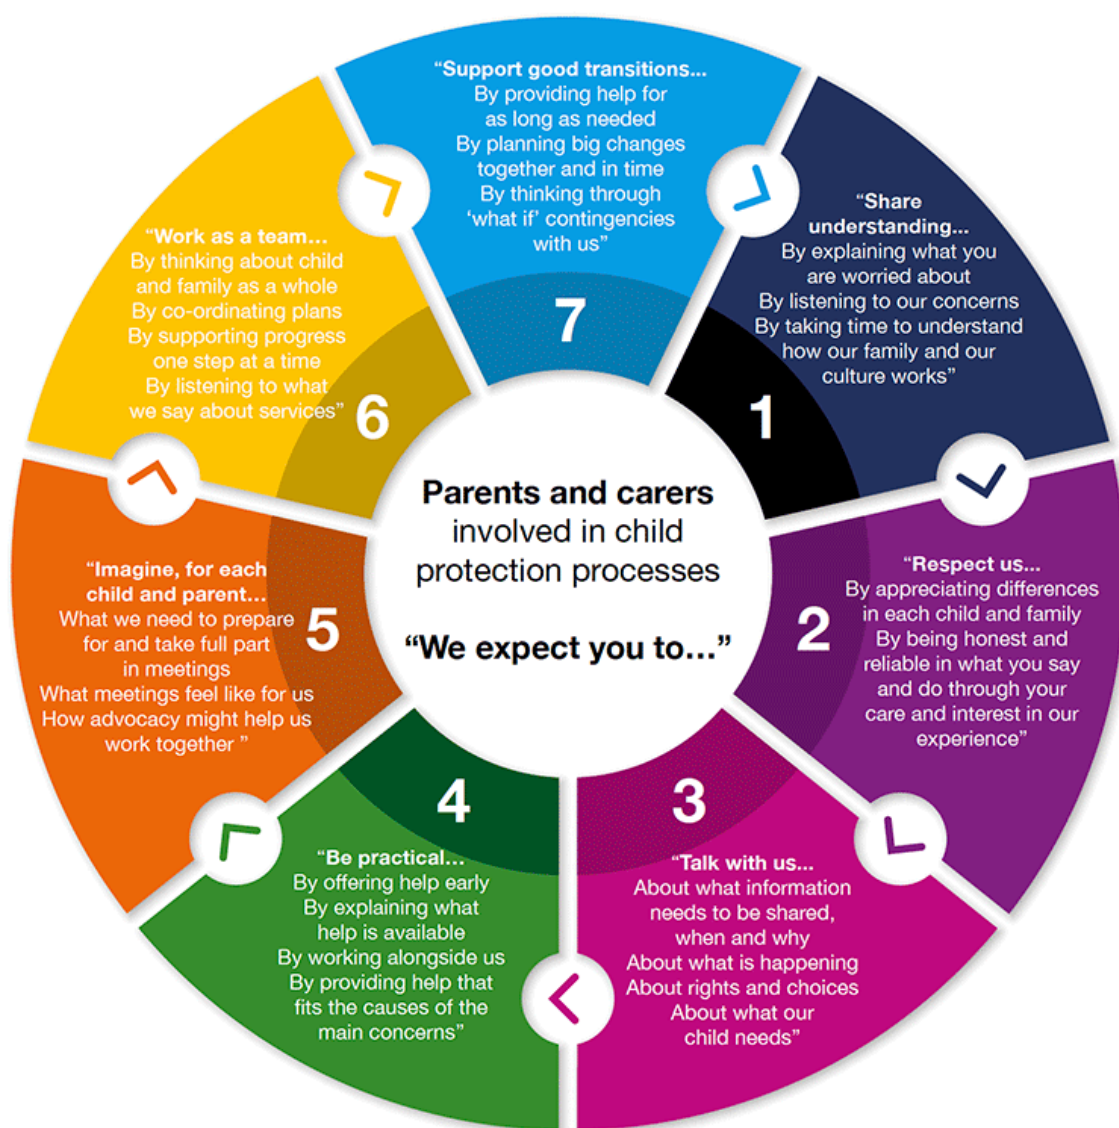 Parents and carers
involved in child
protection processes
“We expect you to...”
1
“Share
understanding...
By explaining what you
are worried about
By listening to our concerns
By taking time to understand
how our family and our
culture works”
2
“Respect us...
By appreciating differences
in each child and family
By being honest and
reliable in what you say
and do through your
care and interest in our
experience”
3
“Talk with us...
About what information
needs to be shared,
when and why
About what is happening
About rights and choices
About what our
child needs”
4
“Be practical...
By offering help early
By explaining what
help is available
By working alongside us
By providing help that
fits the causes of the
main concerns”
5
“Imagine, for each
child and parent...
What we need to prepare
for and take full part
in meetings
What meetings feel like for us
How advocacy might help us
work together ”
6
“Work as a team...
By thinking about child
and family as a whole
By co-ordinating plans
By supporting progress
one step at a time
By listening to what
we say about services”
7
“Support good transitions...
By providing help for
as long as needed
By planning big changes
together and in time
By thinking through
‘what if’ contingencies
with us”